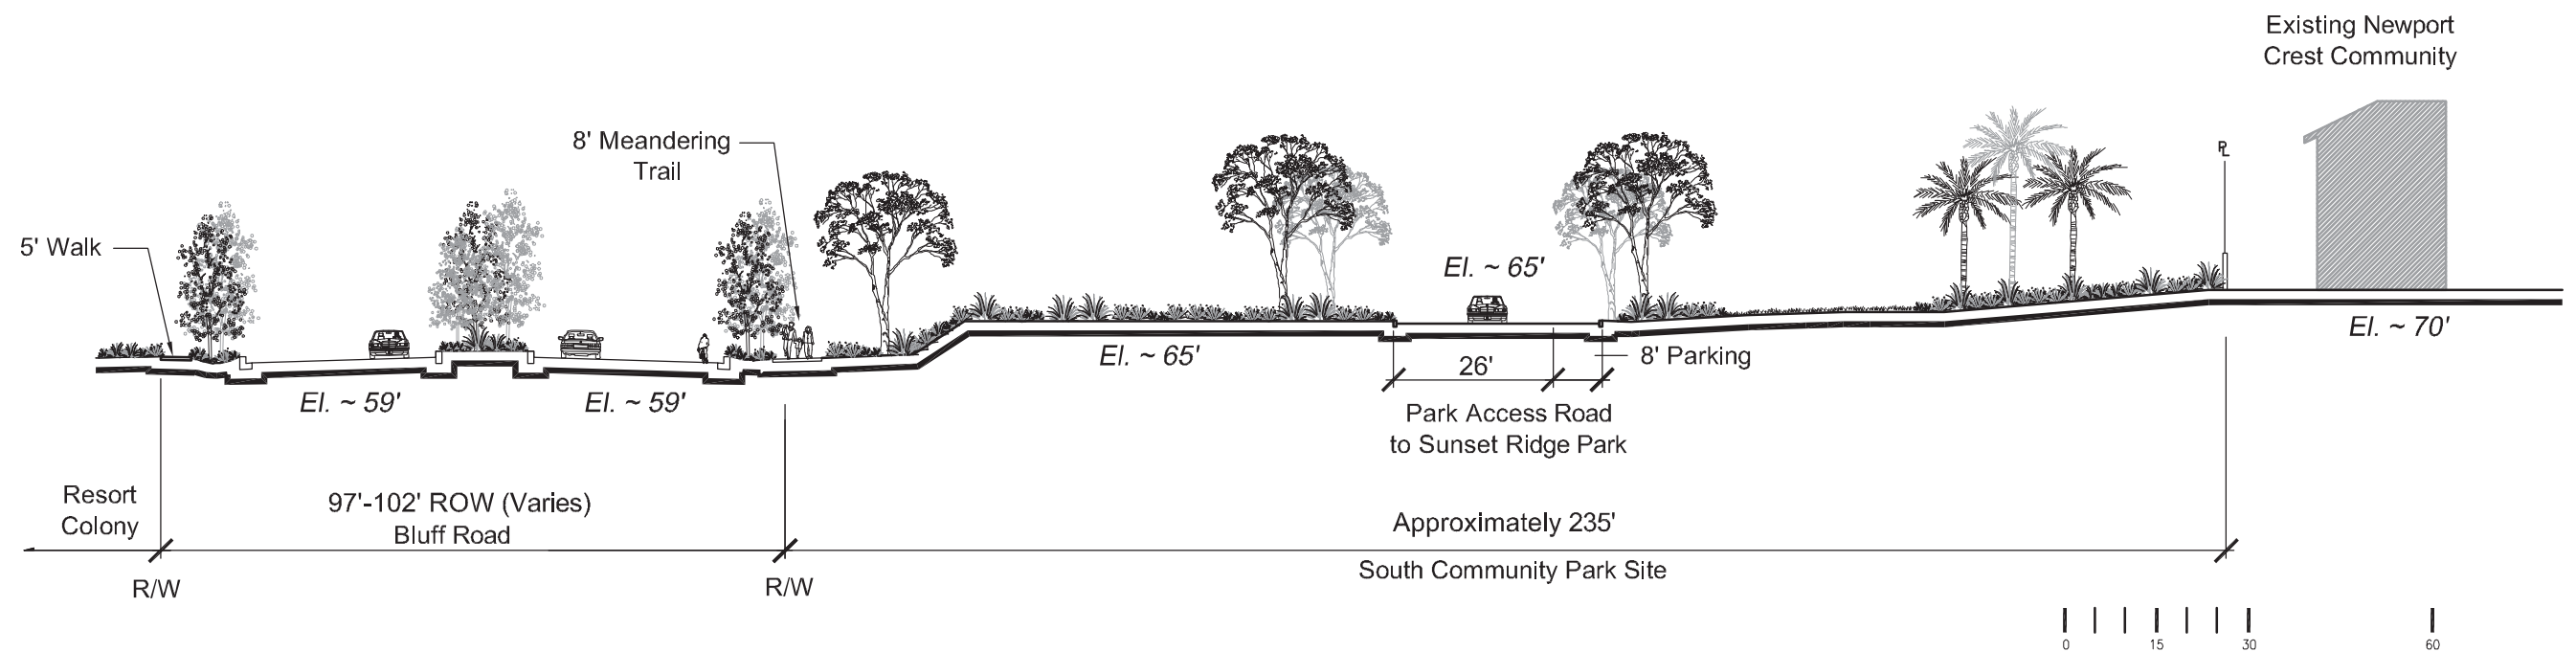 Existing Newport
Crest Community
8' Meandering
Trail
PL
5' Walk
El. ~ 65'
El. ~ 70'
El. ~ 65'
26'
8' Parking
El. ~ 59'
El. ~ 59'
Park Access Road
to Sunset Ridge Park
Resort
Colony
97'-102' ROW (Varies)
Bluff Road
Approximately 235'
South Community Park Site
R/W
R/W
0
15
30
60